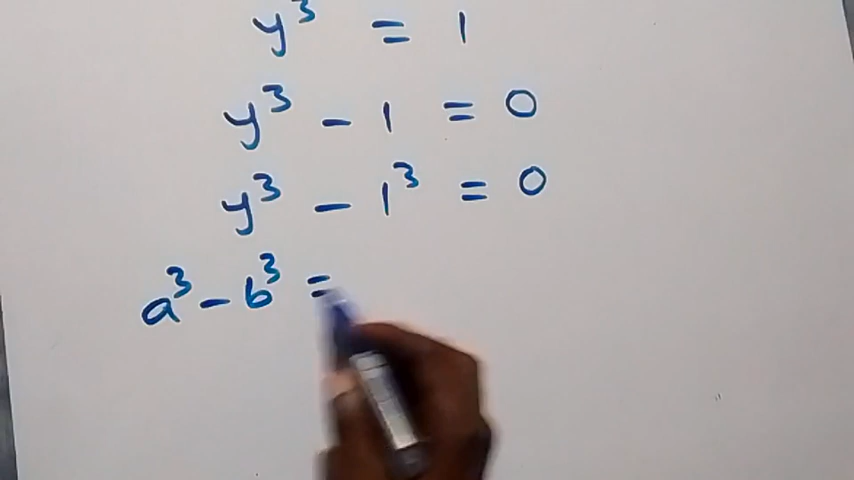 y³ = 1
y³ - 1 = 0
y³ - 1³ = 0
a³ - b³ =